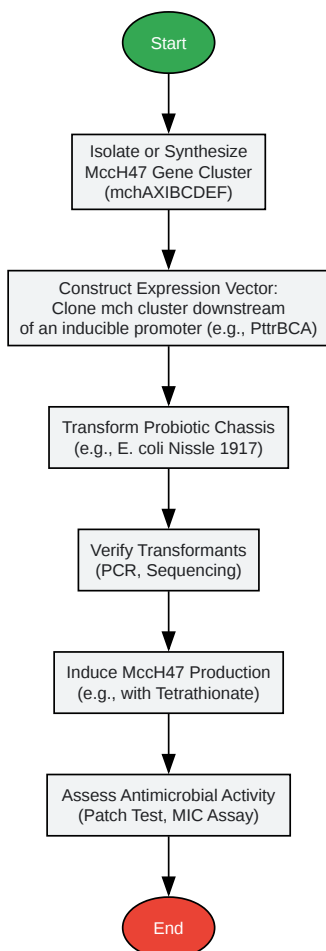 Start
Isolate or Synthesize
MccH47 Gene Cluster
(mchAXIBCDEF)
Construct Expression Vector:
Clone mch cluster downstream
of an inducible promoter (e.g., PttrBCA)
Transform Probiotic Chassis
(e.g., E. coli Nissle 1917)
Verify Transformants
(PCR, Sequencing)
Induce MccH47 Production
(e.g., with Tetrathionate)
Assess Antimicrobial Activity
(Patch Test, MIC Assay)
End